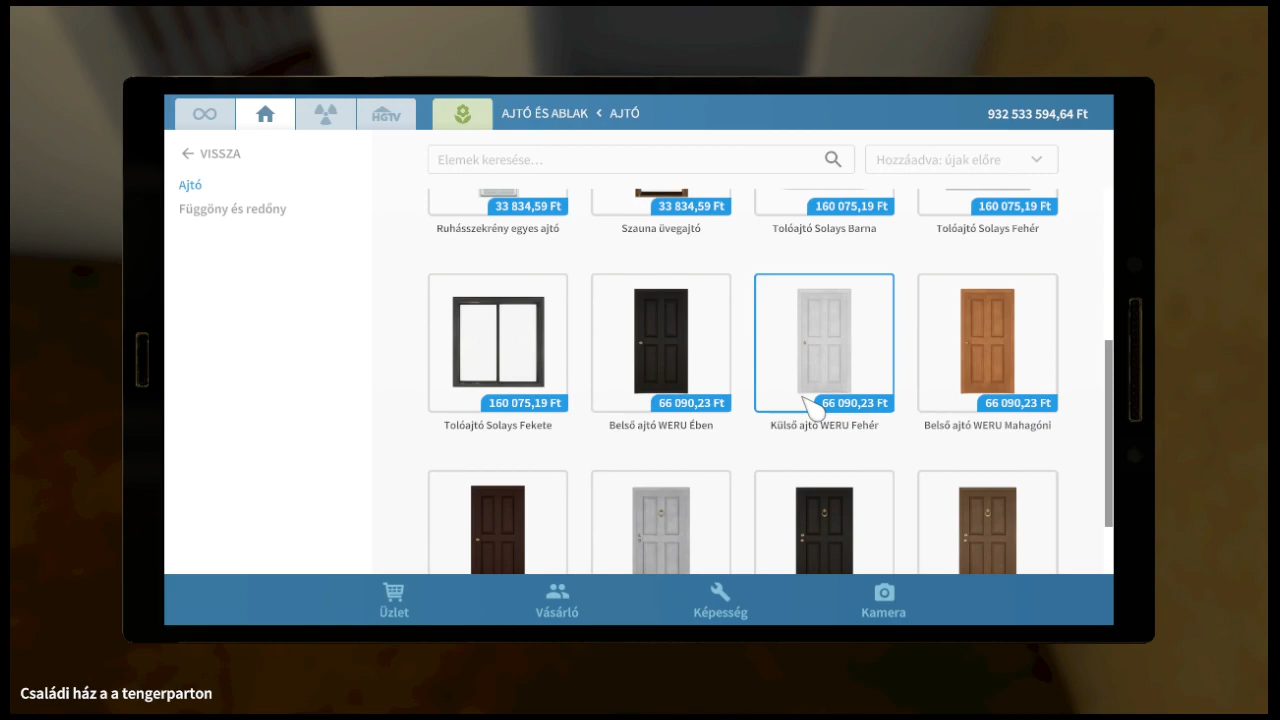 HGTV
AJTÓ ÉS ABLAK < AJTÓ
932 533 594,64 Ft
← VISSZA
Ajtó
Függöny és redőny
Elemek keresése...
Hozzáadva: újak előre
33 834,59 Ft
33 834,59 Ft
160 075,19 Ft
160 075,19 Ft
Ruhásszekrény egyes ajtó
Szauna üvegajtó
Tolóajtó Solays Barna
Tolóajtó Solays Fehér
160 075,19 Ft
66 090,23 Ft
66 090,23 Ft
66 090,23 Ft
Tolóajtó Solays Fekete
Belső ajtó WERU Ében
Külső ajtó WERU Fehér
Belső ajtó WERU Mahagóni
Üzlet
Vásárló
Képesség
Kamera
Családi ház a a tengerparton